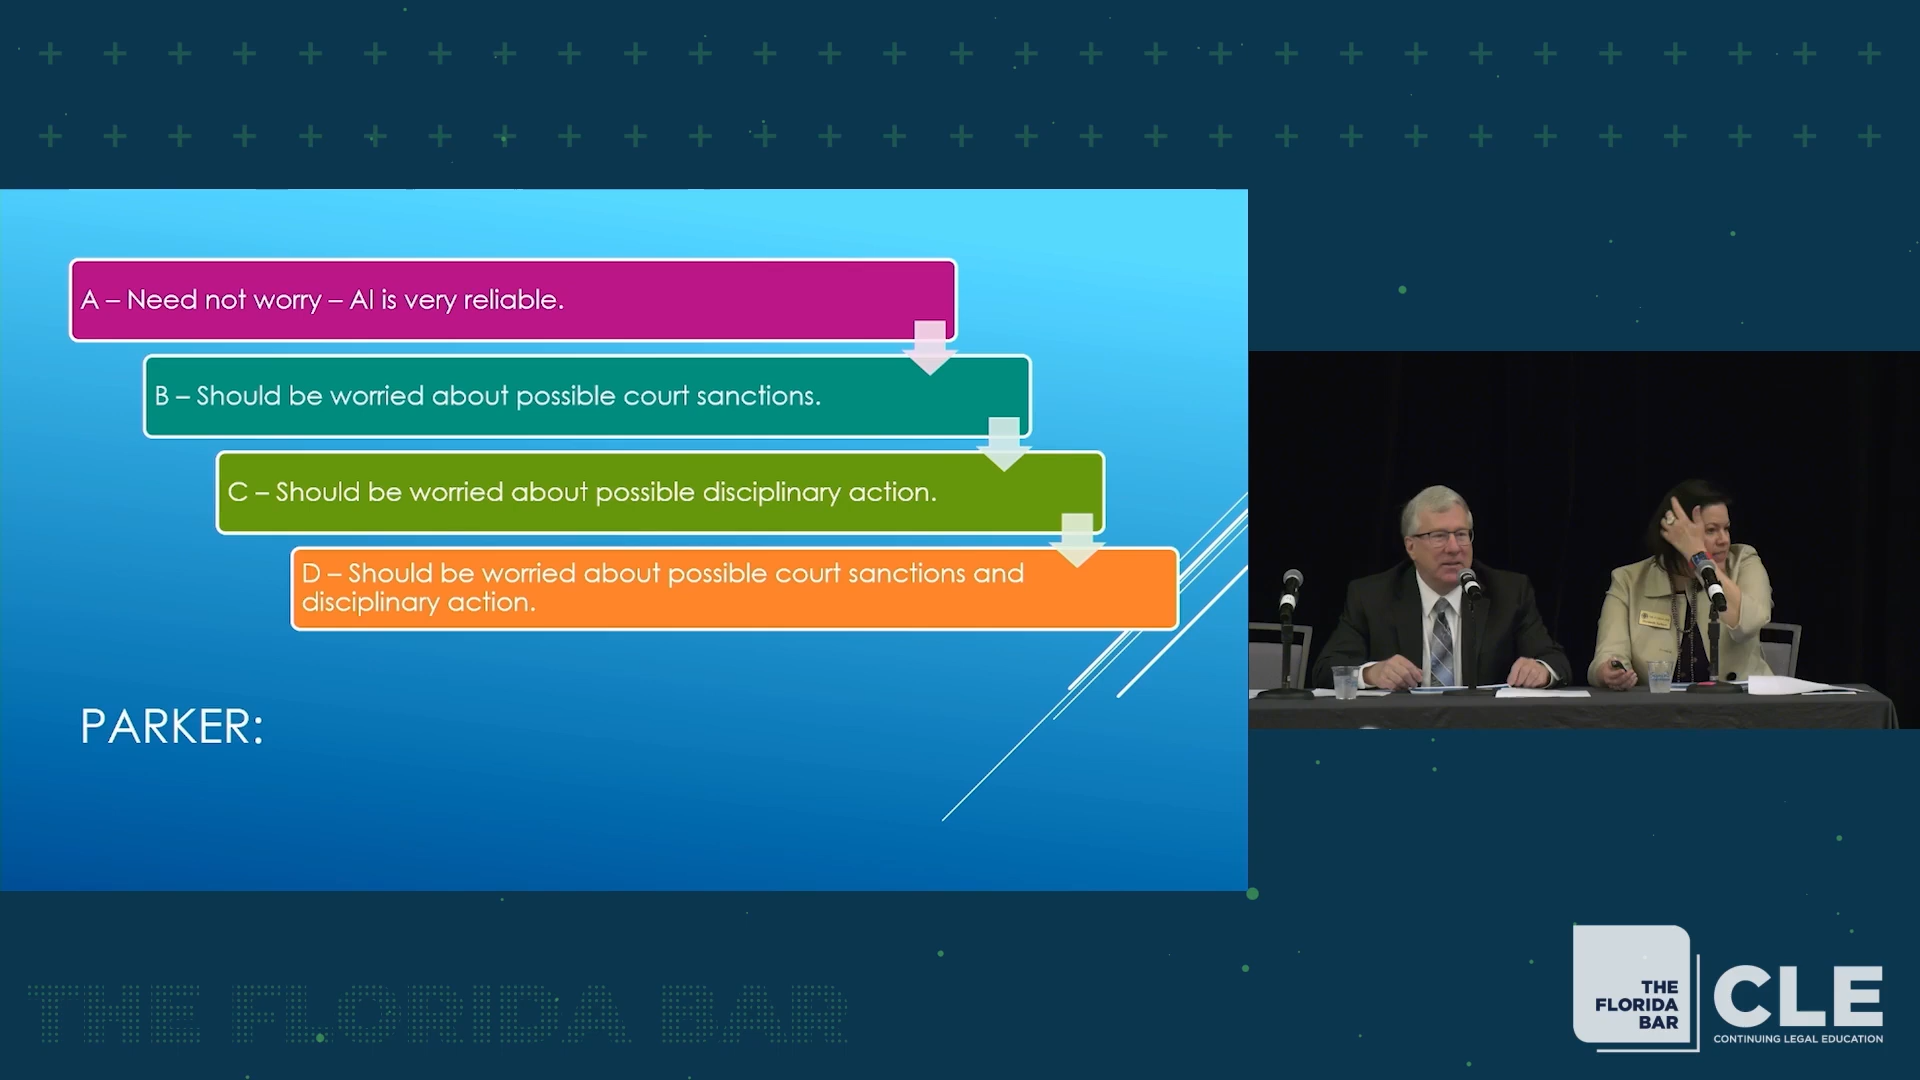 A – Need not worry – AI is very reliable.
B – Should be worried about possible court sanctions.
C – Should be worried about possible disciplinary action.
D – Should be worried about possible court sanctions and
disciplinary action.
PARKER:
THE FLORIDA BAR
THE
FLORIDA
BAR
CLE
CONTINUING LEGAL EDUCATION